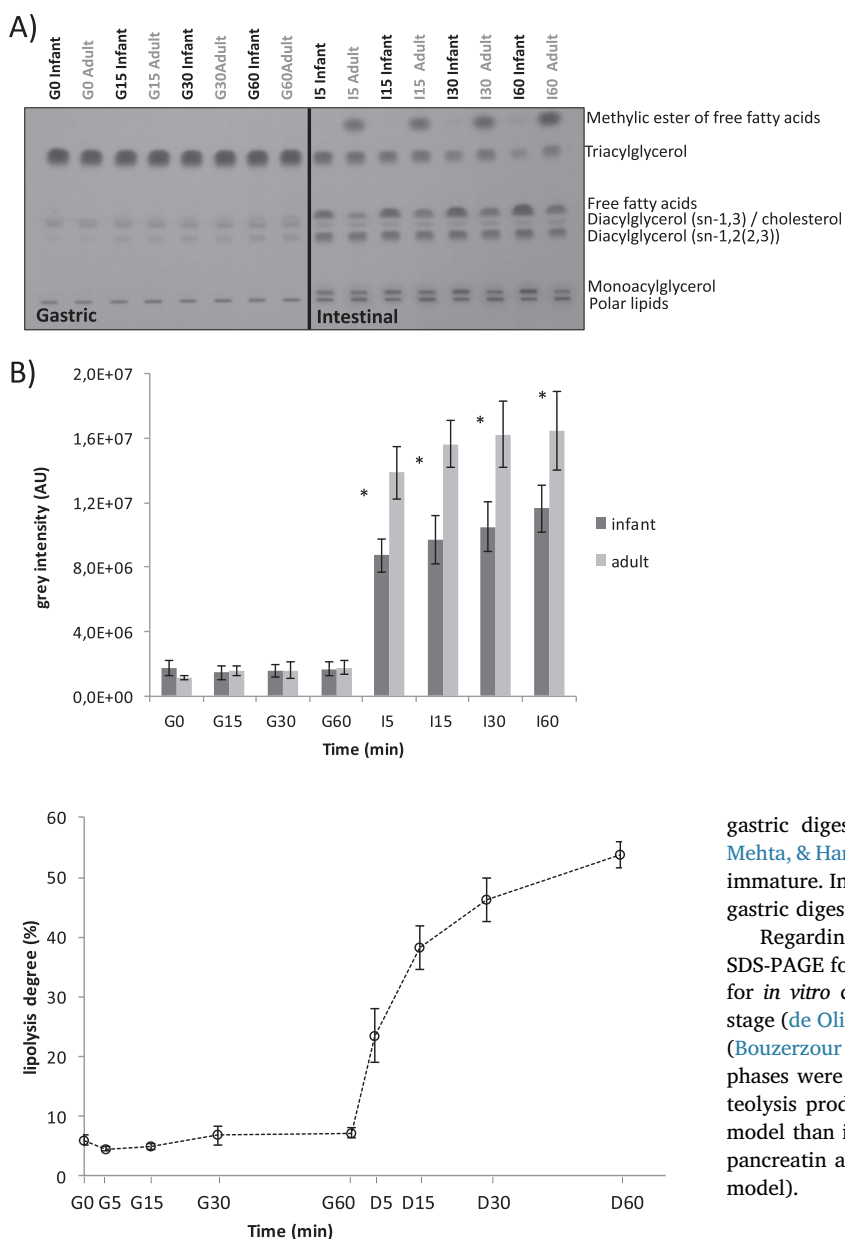 A)
G0 Infant
G0 Adult
G15 Infant
G15 Adult
G30 Infant
G30Adult
G60 Infant
G60Adult
I5 Infant
I5 Adult
I15 Infant
I15 Adult
I30 Infant
I30 Adult
I60 Infant
I60 Adult
Methylic ester of free fatty acids
Triacylglycerol
Free fatty acids
Diacylglycerol (sn-1,3) / cholesterol
Diacylglycerol (sn-1,2(2,3))
Monoacylglycerol
Polar lipids
Gastric
Intestinal
B)
2,0E+07
1,6E+07
1,2E+07
8,0E+06
4,0E+06
0,0E+00
grey intensity (AU)
* * * *
infant
adult
G0 G15 G30 G60 I5 I15 I30 I60
Time (min)
60
50
40
30
20
10
0
lipolysis degree (%)
G0 G5 G15 G30 G60 D5 D15 D30 D60
Time (min)
gastric diges
Mehta, & Har
immature. In
gastric diges
Regardin
SDS-PAGE fo
for in vitro c
stage (de Oli
(Bouzerzour
phases were
teolysis prod
model than i
pancreatin a
model).